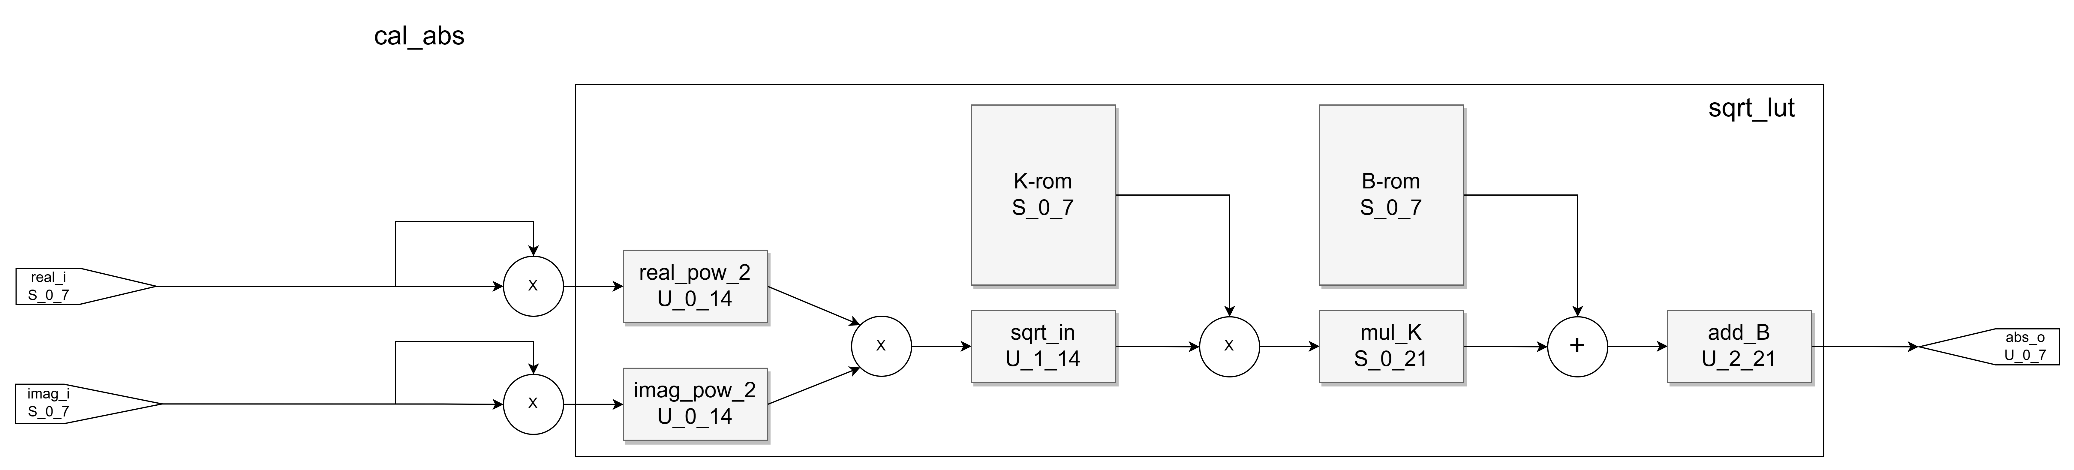 cal_abs
sqrt_lut
K-rom
S_0_7
B-rom
S_0_7
real_i
S_0_7
x
real_pow_2
U_0_14
x
sqrt_in
U_1_14
x
mul_K
S_0_21
+
add_B
U_2_21
abs_o
U_0_7
imag_i
S_0_7
x
imag_pow_2
U_0_14